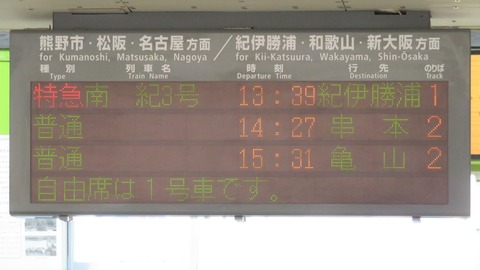 熊野市・松阪・名古屋方面／紀伊勝浦・和歌山・新大阪方面
for Kumanoshi, Matsusaka, Nagoya for Kii-Katsuura, Wakayama, Shin-Ōsaka
種別 列車名 時刻 行先 のりば
Type Train Name Departure Time Destination Track
特急 南 紀3号 13:39 紀伊勝浦 1
普通 14:27 串 本 2
普通 15:31 亀 山 2
自由席は1号車です。